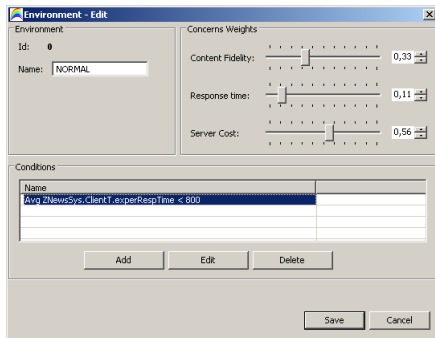 Environment - Edit
Environment
Id: 0
Name: NORMAL
Concerns Weights
Content Fidelity: 0,33
Response time: 0,11
Server Cost: 0,56
Conditions
Name
Avg ZNewsSys.ClientT.experRespTime < 800
Add Edit Delete
Save Cancel